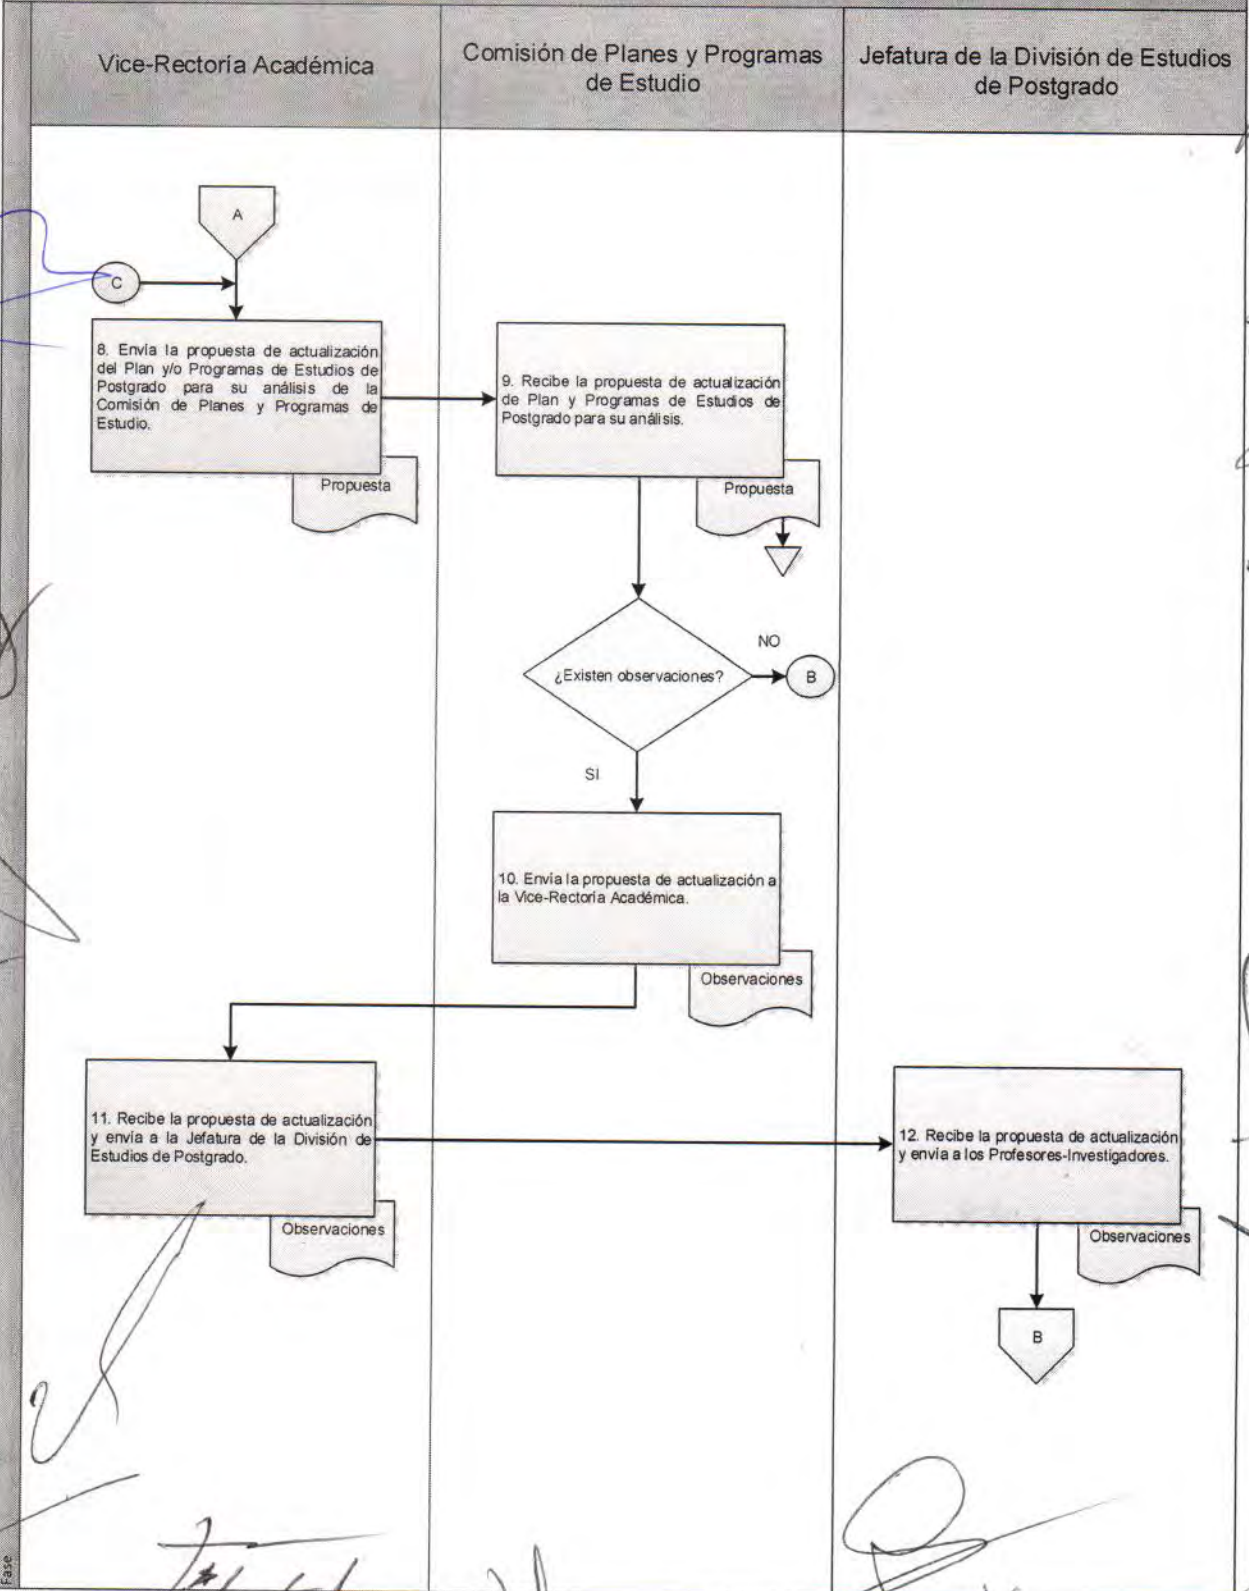 Vice-Rectoría Académica
Comisión de Planes y Programas
de Estudio
Jefatura de la División de Estudios
de Postgrado
A
C
8. Envía la propuesta de actualización
del Plan y/o Programas de Estudios de
Postgrado para su análisis de la
Comisión de Planes y Programas de
Estudio.
Propuesta
9. Recibe la propuesta de actualización
de Plan y Programas de Estudios de
Postgrado para su análisis.
Propuesta
¿Existen observaciones?
NO
B
SI
10. Envía la propuesta de actualización a
la Vice-Rectoría Académica.
Observaciones
11. Recibe la propuesta de actualización
y envía a la Jefatura de la División de
Estudios de Postgrado.
Observaciones
12. Recibe la propuesta de actualización
y envía a los Profesores-Investigadores.
Observaciones
B
Fase